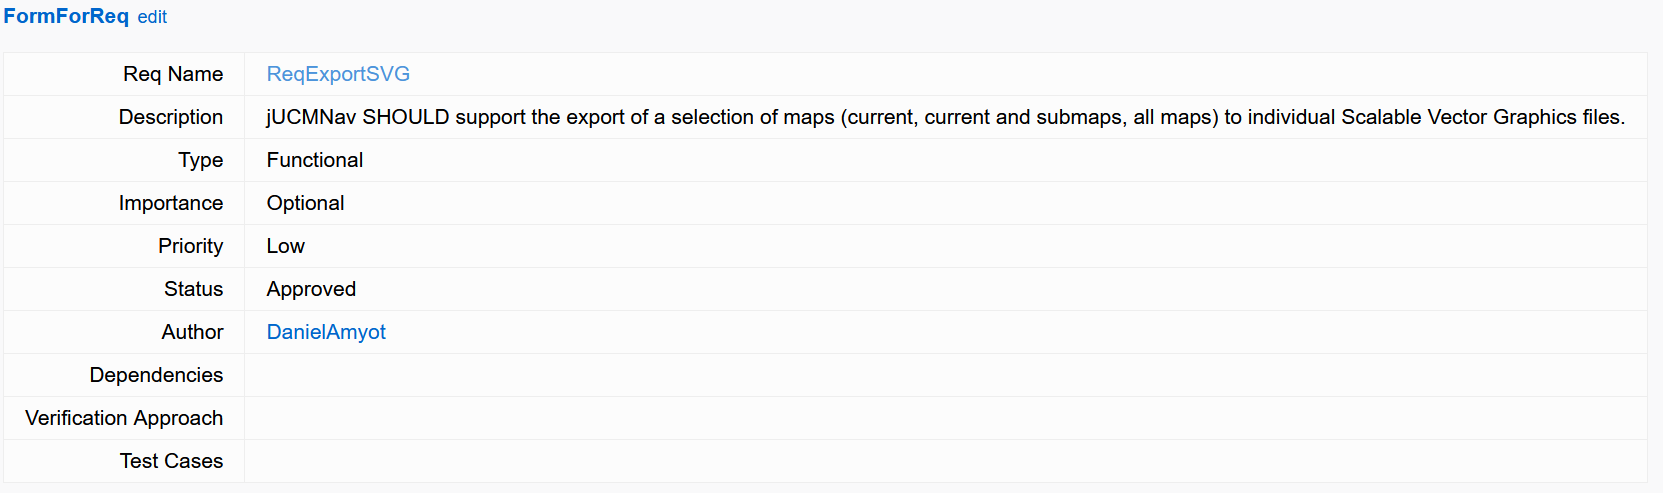 FormForReq edit
Req Name ReqExportSVG
Description jUCMNav SHOULD support the export of a selection of maps (current, current and submaps, all maps) to individual Scalable Vector Graphics files.
Type Functional
Importance Optional
Priority Low
Status Approved
Author DanielAmyot
Dependencies
Verification Approach
Test Cases